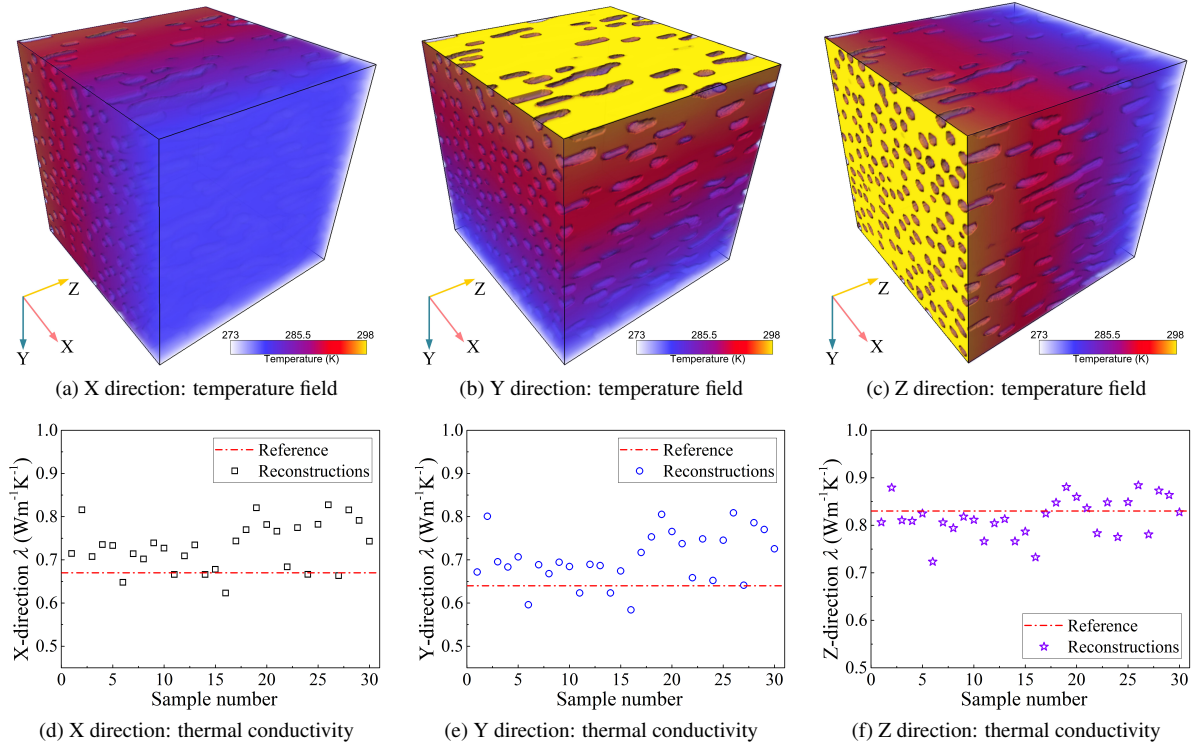 Z
Y
X
273
285.5
298
Temperature (K)
(a) X direction: temperature field
Z
Y
X
273
285.5
298
Temperature (K)
(b) Y direction: temperature field
Z
Y
X
273
285.5
298
Temperature (K)
(c) Z direction: temperature field
1.0
0.9
0.8
0.7
0.6
0.5
X-direction λ (Wm⁻¹K⁻¹)
Reference
Reconstructions
0 5 10 15 20 25 30
Sample number
(d) X direction: thermal conductivity
1.0
0.9
0.8
0.7
0.6
0.5
Y-direction λ (Wm⁻¹K⁻¹)
Reference
Reconstructions
0 5 10 15 20 25 30
Sample number
(e) Y direction: thermal conductivity
1.0
0.9
0.8
0.7
0.6
0.5
Z-direction λ (Wm⁻¹K⁻¹)
Reference
Reconstructions
0 5 10 15 20 25 30
Sample number
(f) Z direction: thermal conductivity